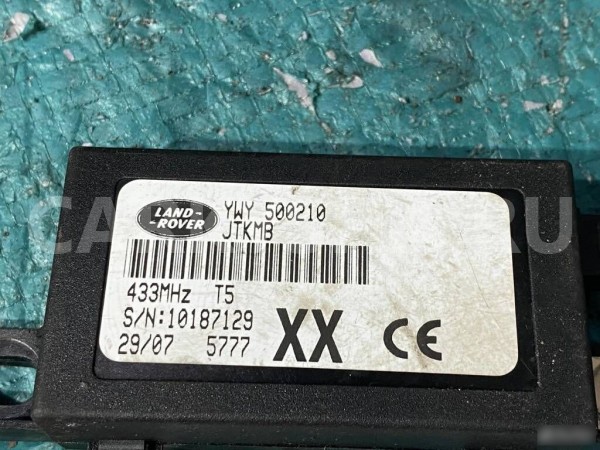 LAND-
-ROVER
YWY 500210
JTKMB
433MHz T5
S/N:10187129
29/07 5777
XX CE